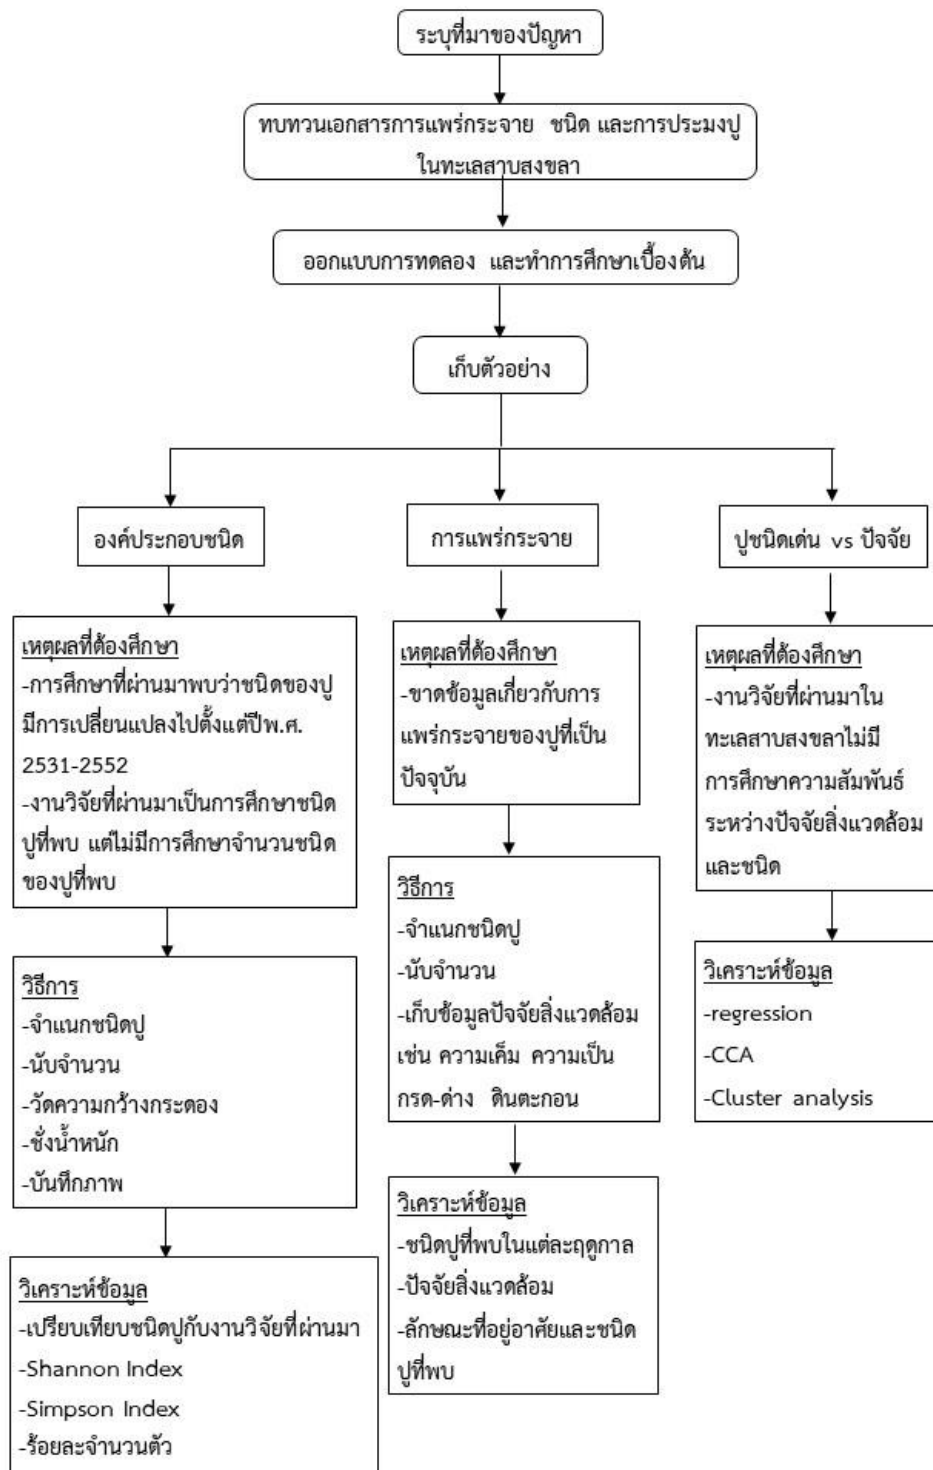 ระบุที่มาของปัญหา
ทบทวนเอกสารการแพร่กระจาย ชนิด และการประมงปู
ในทะเลสาบสงขลา
ออกแบบการทดลอง และทำการศึกษาเบื้องต้น
เก็บตัวอย่าง
องค์ประกอบชนิด
เหตุผลที่ต้องศึกษา
-การศึกษาที่ผ่านมาพบว่าชนิดของปู
มีการเปลี่ยนแปลงไปตั้งแต่ปีพ.ศ.
2531-2552
-งานวิจัยที่ผ่านมาเป็นการศึกษาชนิด
ปูที่พบ แต่ไม่มีการศึกษาจำนวนชนิด
ของปูที่พบ
วิธีการ
-จำแนกชนิดปู
-นับจำนวน
-วัดความกว้างกระดอง
-ชั่งน้ำหนัก
-บันทึกภาพ
วิเคราะห์ข้อมูล
-เปรียบเทียบชนิดปูกับงานวิจัยที่ผ่านมา
-Shannon Index
-Simpson Index
-ร้อยละจำนวนตัว
การแพร่กระจาย
เหตุผลที่ต้องศึกษา
-ขาดข้อมูลเกี่ยวกับการ
แพร่กระจายของปูที่เป็น
ปัจจุบัน
วิธีการ
-จำแนกชนิดปู
-นับจำนวน
-เก็บข้อมูลปัจจัยสิ่งแวดล้อม
เช่น ความเค็ม ความเป็น
กรด-ด่าง ดินตะกอน
วิเคราะห์ข้อมูล
-ชนิดปูที่พบในแต่ละฤดูกาล
-ปัจจัยสิ่งแวดล้อม
-ลักษณะที่อยู่อาศัยและชนิด
ปูที่พบ
ปูชนิดเด่น vs ปัจจัย
เหตุผลที่ต้องศึกษา
-งานวิจัยที่ผ่านมาใน
ทะเลสาบสงขลาไม่มี
การศึกษาความสัมพันธ์
ระหว่างปัจจัยสิ่งแวดล้อม
และชนิด
วิเคราะห์ข้อมูล
-regression
-CCA
-Cluster analysis